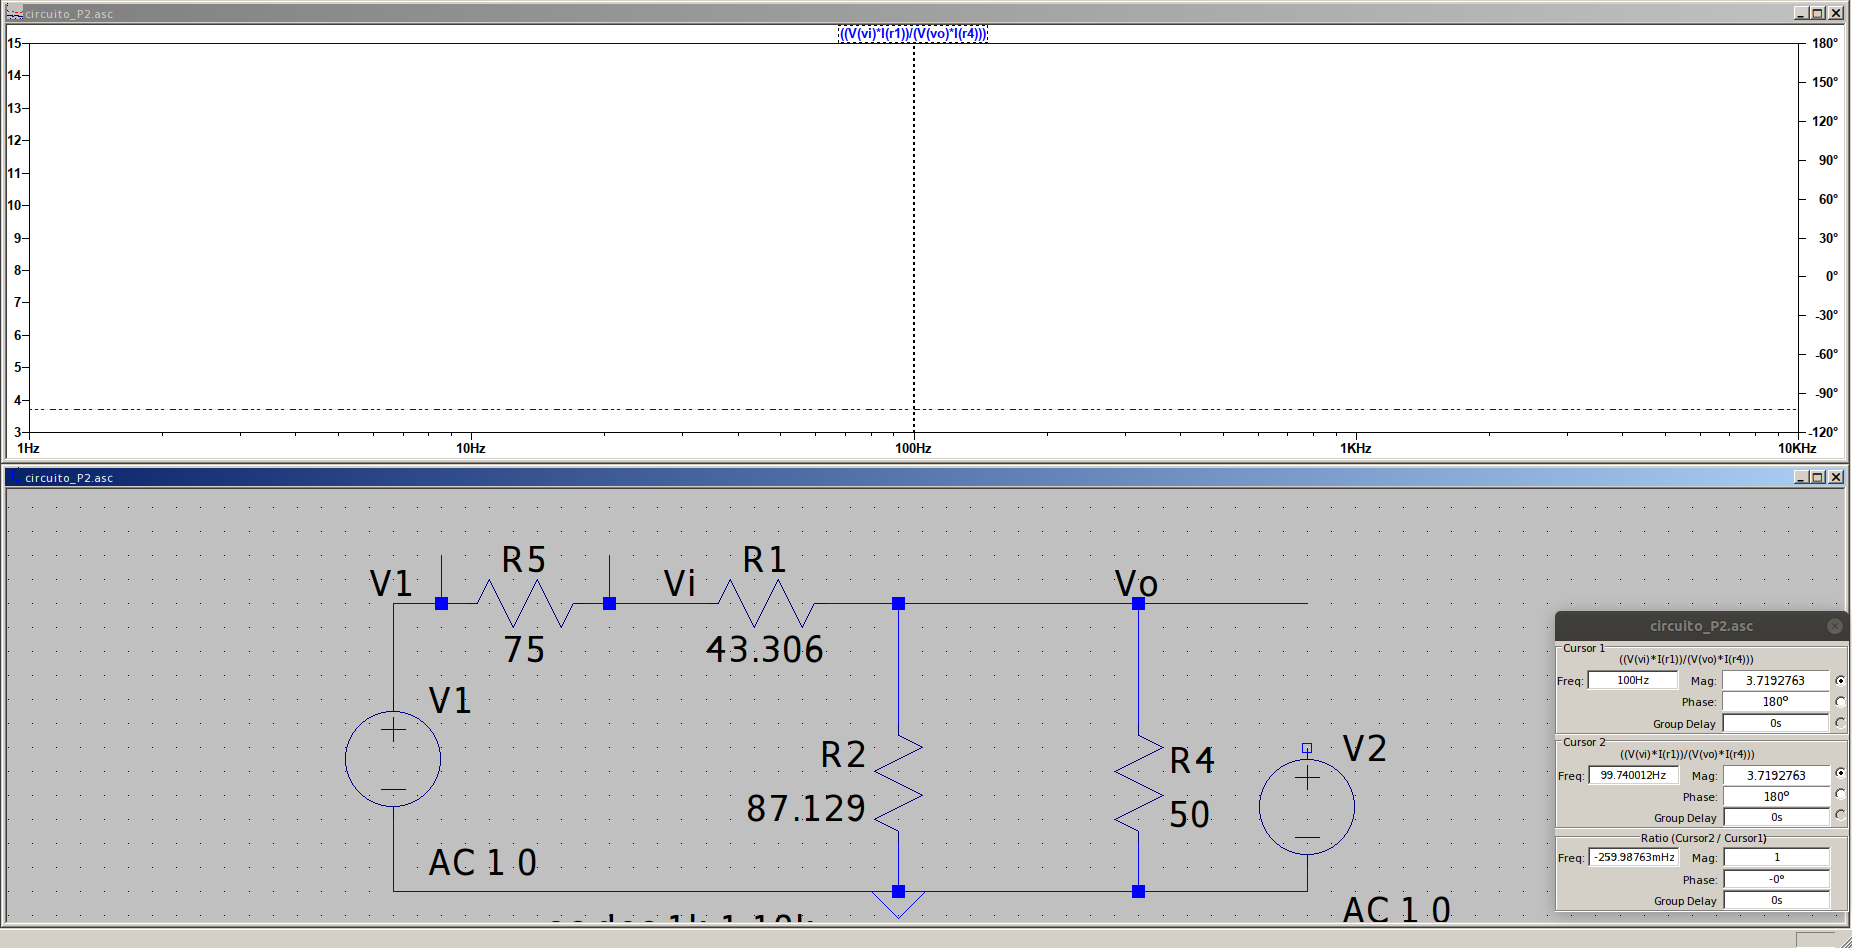 circuito_P2.asc
((V(vi)*I(r1))/(V(vo)*I(r4)))
15
14
13
12
11
10
9
8
7
6
5
4
3
180°
150°
120°
90°
60°
30°
0°
-30°
-60°
-90°
-120°
1Hz 10Hz 100Hz 1KHz 10KHz
circuito_P2.asc
V1 R5 Vi R1 Vo
75 43.306
V1
R2
87.129
R4
50
V2
AC 1 0
AC 1 0
circuito_P2.asc
Cursor 1
((V(vi)*I(r1))/(V(vo)*I(r4)))
Freq: 100Hz Mag: 3.7192763
Phase: 180°
Group Delay 0s
Cursor 2
((V(vi)*I(r1))/(V(vo)*I(r4)))
Freq: 99.740012Hz Mag: 3.7192763
Phase: 180°
Group Delay 0s
Ratio (Cursor2 / Cursor1)
Freq: -259.98763mHz Mag: 1
Phase: -0°
Group Delay 0s